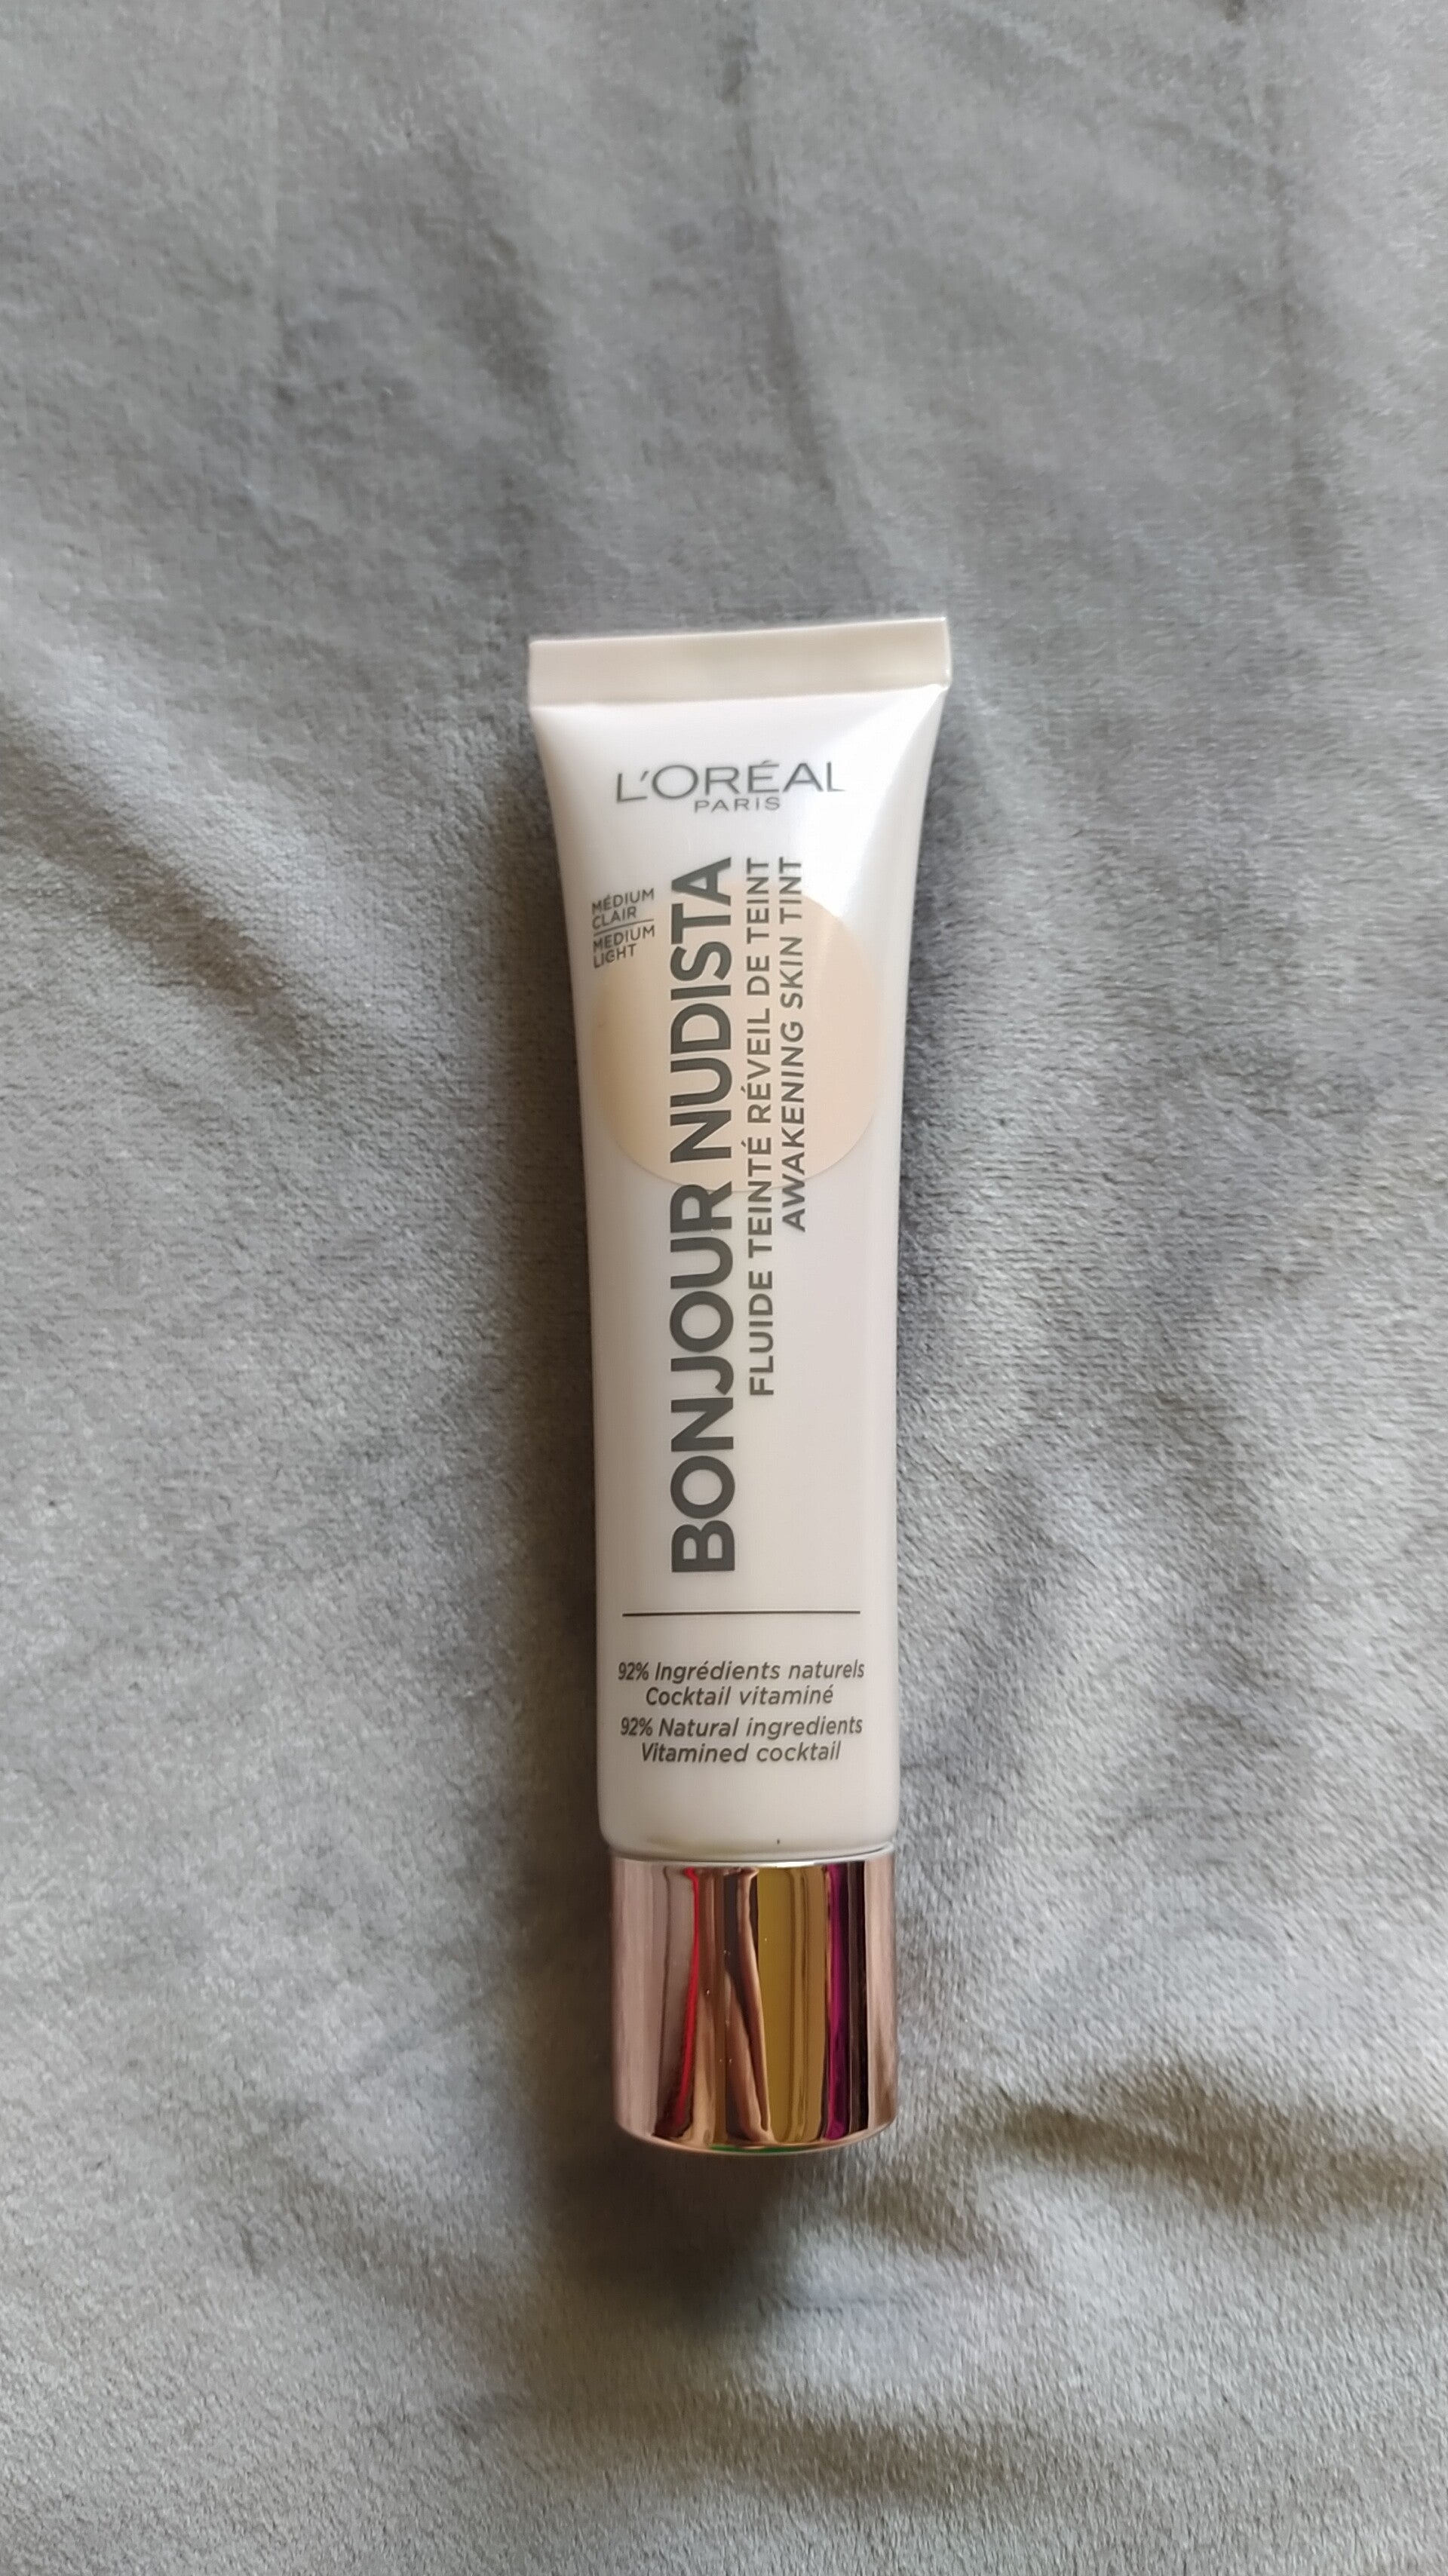 L'ORÉAL
PARIS
MÉDIUM
CLAIR
MEDIUM
LIGHT
BONJOUR NUDISTA
FLUIDE TEINTÉ RÉVEIL DE TEINT
AWAKENING SKIN TINT
92% Ingrédients naturels
Cocktail vitaminé
92% Natural ingredients
Vitamined cocktail